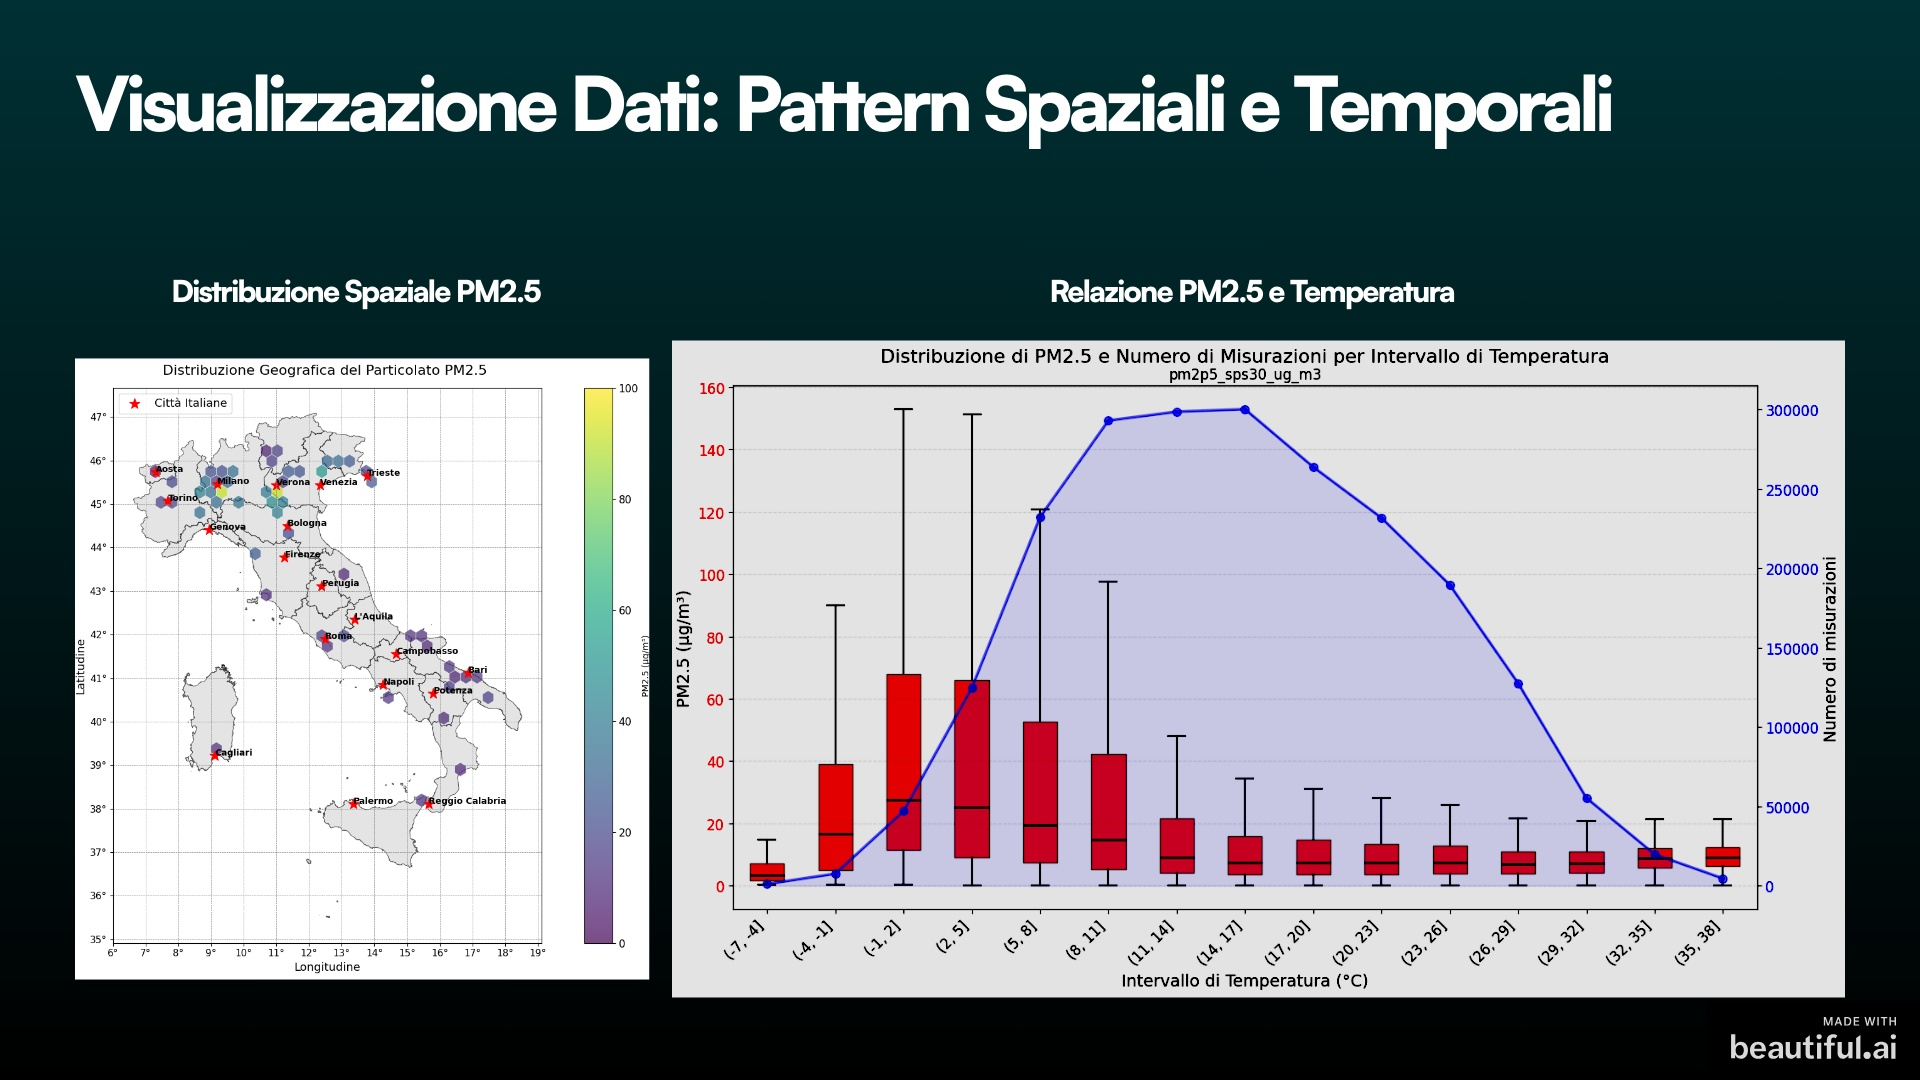 Visualizzazione Dati: Pattern Spaziali e Temporali
Distribuzione Spaziale PM2.5
Relazione PM2.5 e Temperatura
Distribuzione Geografica del Particolato PM2.5
Città Italiane
47°
46°
45°
44°
43°
42°
41°
40°
39°
38°
37°
36°
35°
Latitudine
Aosta
Torino
Milano
Verona
Venezia
Trieste
Genova
Bologna
Firenze
Perugia
L'Aquila
Roma
Campobasso
Bari
Napoli
Potenza
Cagliari
Palermo
Reggio Calabria
6° 7° 8° 9° 10° 11° 12° 13° 14° 15° 16° 17° 18° 19°
Longitudine
100
80
60
40
20
0
PM2.5 (µg/m³)
Distribuzione di PM2.5 e Numero di Misurazioni per Intervallo di Temperatura
pm2p5_sps30_ug_m3
160
140
120
100
80
60
40
20
0
PM2.5 (µg/m³)
300000
250000
200000
150000
100000
50000
0
Numero di misurazioni
(-7, -4] (-4, -1] (-1, 2] (2, 5] (5, 8] (8, 11] (11, 14] (14, 17] (17, 20] (20, 23] (23, 26] (26, 29] (29, 32] (32, 35] (35, 38]
Intervallo di Temperatura (°C)
MADE WITH
beautiful.ai